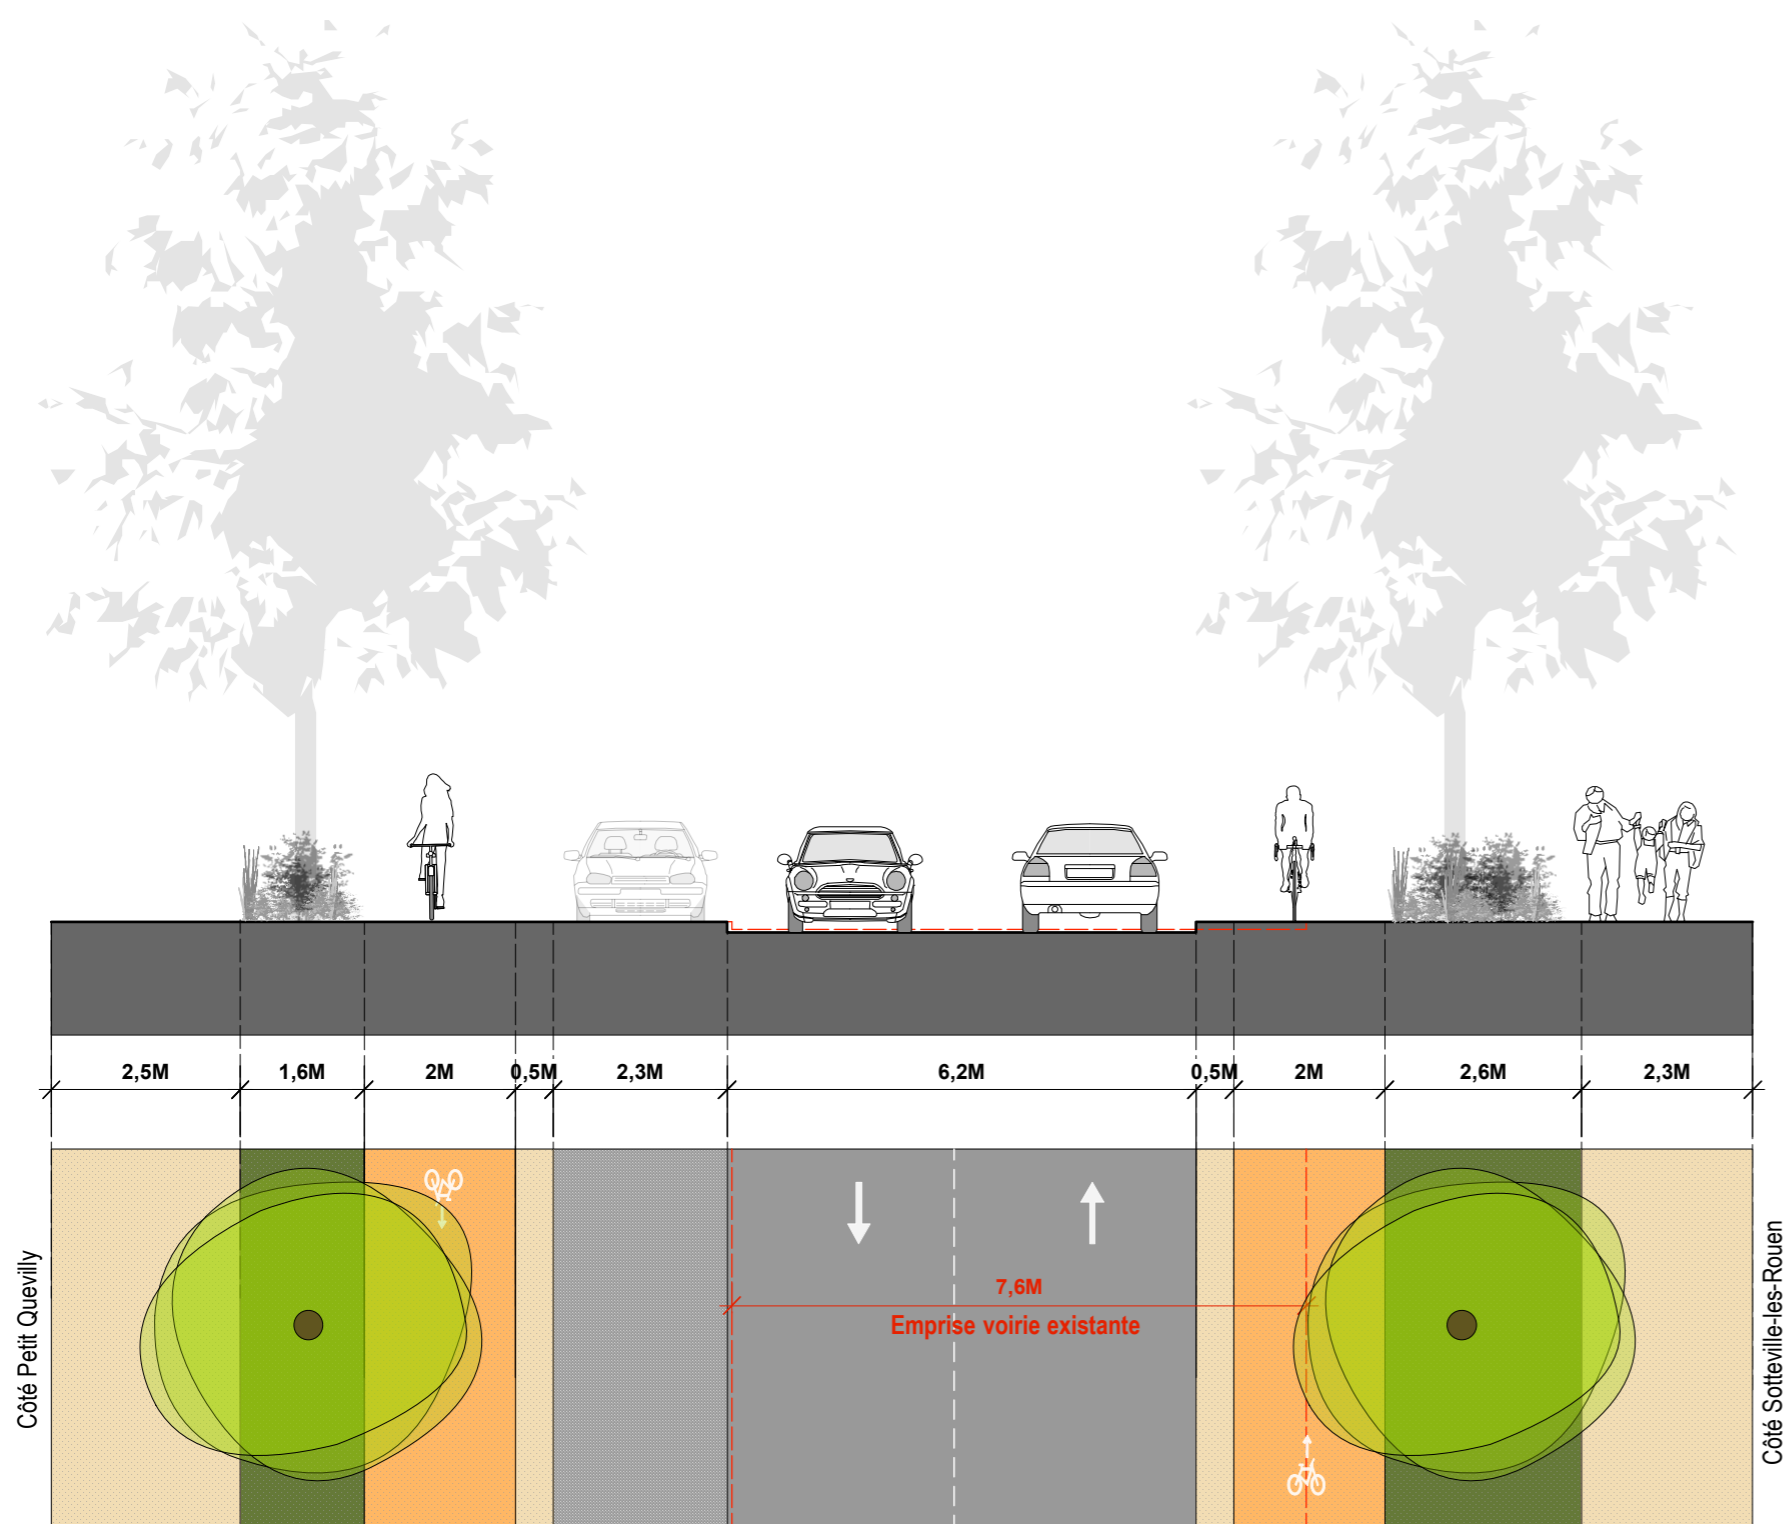 2,5M 1,6M 2M 0,5M 2,3M 6,2M 0,5M 2M 2,6M 2,3M
7,6M
Emprise voirie existante
Côté Petit Quevilly
Côté Sotteville-les-Rouen